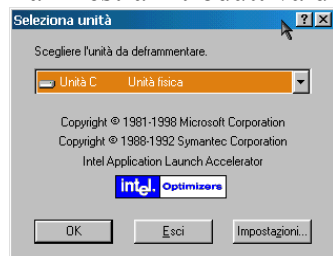 Seleziona unità
Scegliere l'unità da deframmentare.
Unità C Unità fisica
Copyright © 1981-1998 Microsoft Corporation
Copyright © 1988-1992 Symantec Corporation
Intel Application Launch Accelerator
intel. Optimizers
OK Esci Impostazioni...